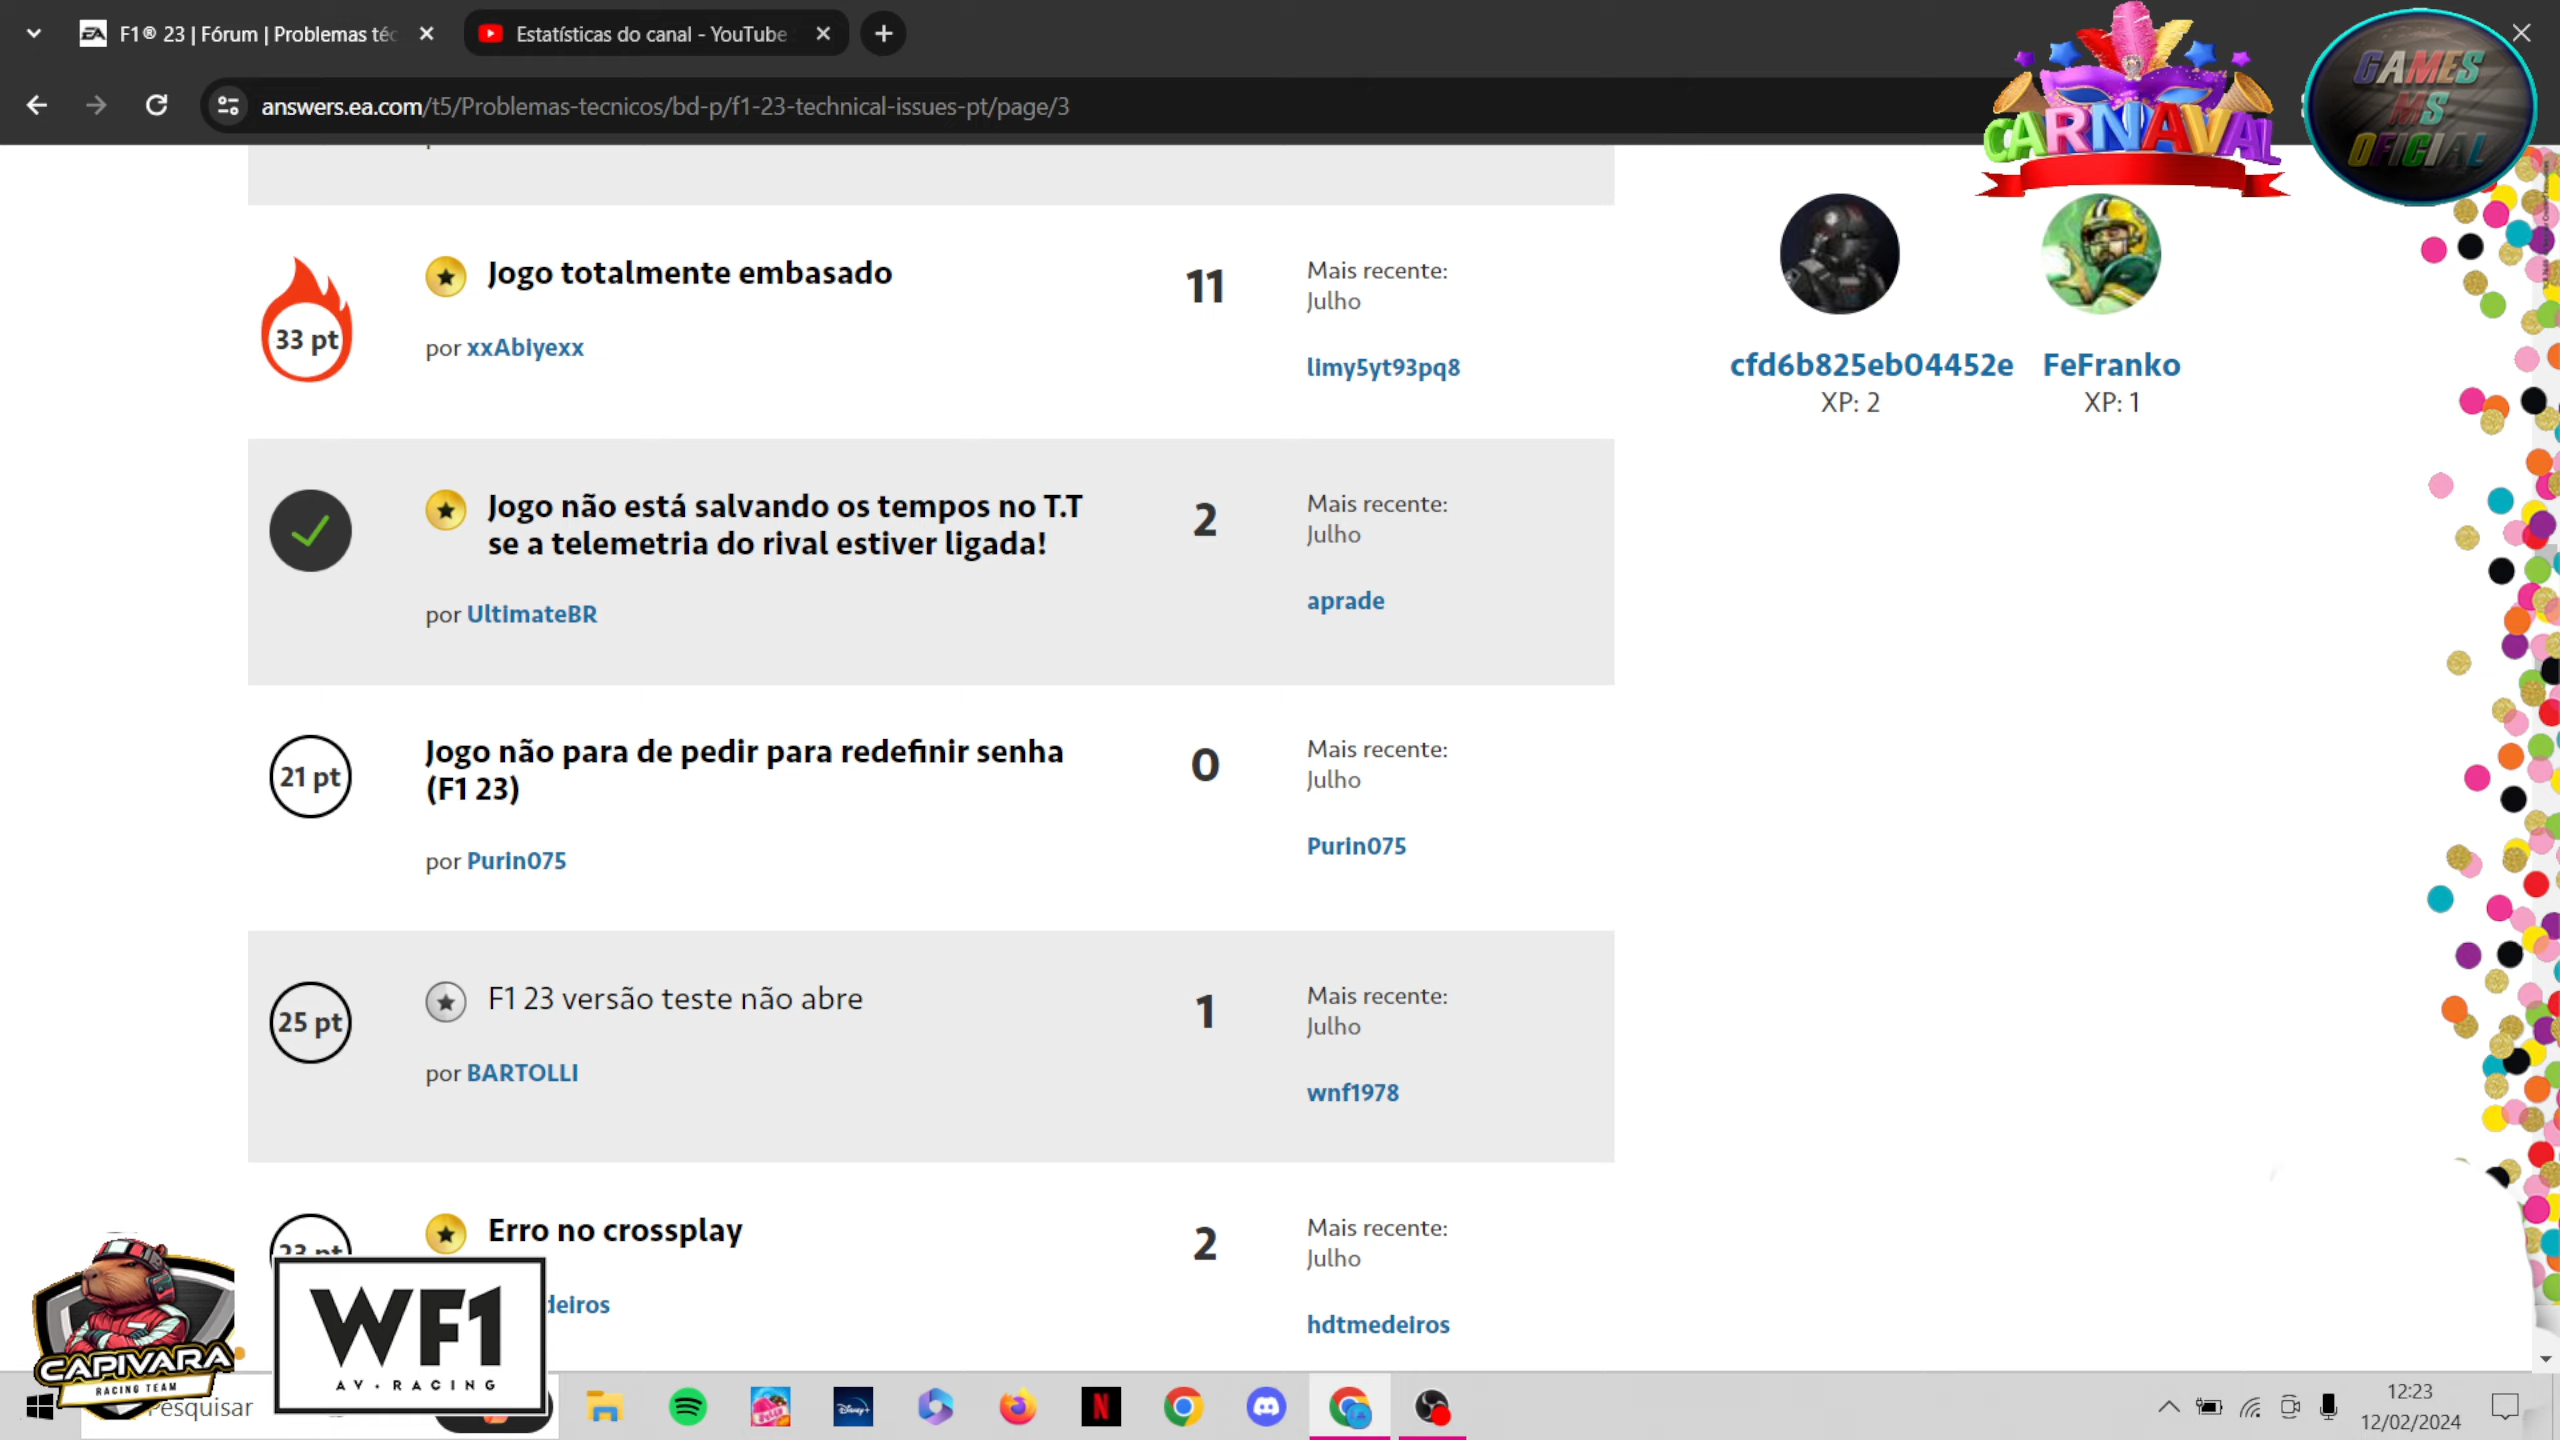 F1® 23 | Fórum | Problemas téc
Estatísticas do canal - YouTube
answers.ea.com/t5/Problemas-tecnicos/bd-p/f1-23-technical-issues-pt/page/3
CARNAVAL
GAMES
MS
OFICIAL
33 pt
Jogo totalmente embasado
por xxAbiyexx
11
Mais recente:
Julho
limy5yt93pq8
cfd6b825eb04452e
XP: 2
FeFranko
XP: 1
Jogo não está salvando os tempos no T.T
se a telemetria do rival estiver ligada!
por UltimateBR
2
Mais recente:
Julho
aprade
21 pt
Jogo não para de pedir para redefinir senha
(F1 23)
por Purin075
0
Mais recente:
Julho
Purin075
25 pt
F1 23 versão teste não abre
por BARTOLLI
1
Mais recente:
Julho
wnf1978
23 pt
Erro no crossplay
deiros
2
Mais recente:
Julho
hdtmedeiros
CAPIVARA
RACING TEAM
WF1
AV · RACING
Pesquisar
Disney+
N
12:23
12/02/2024